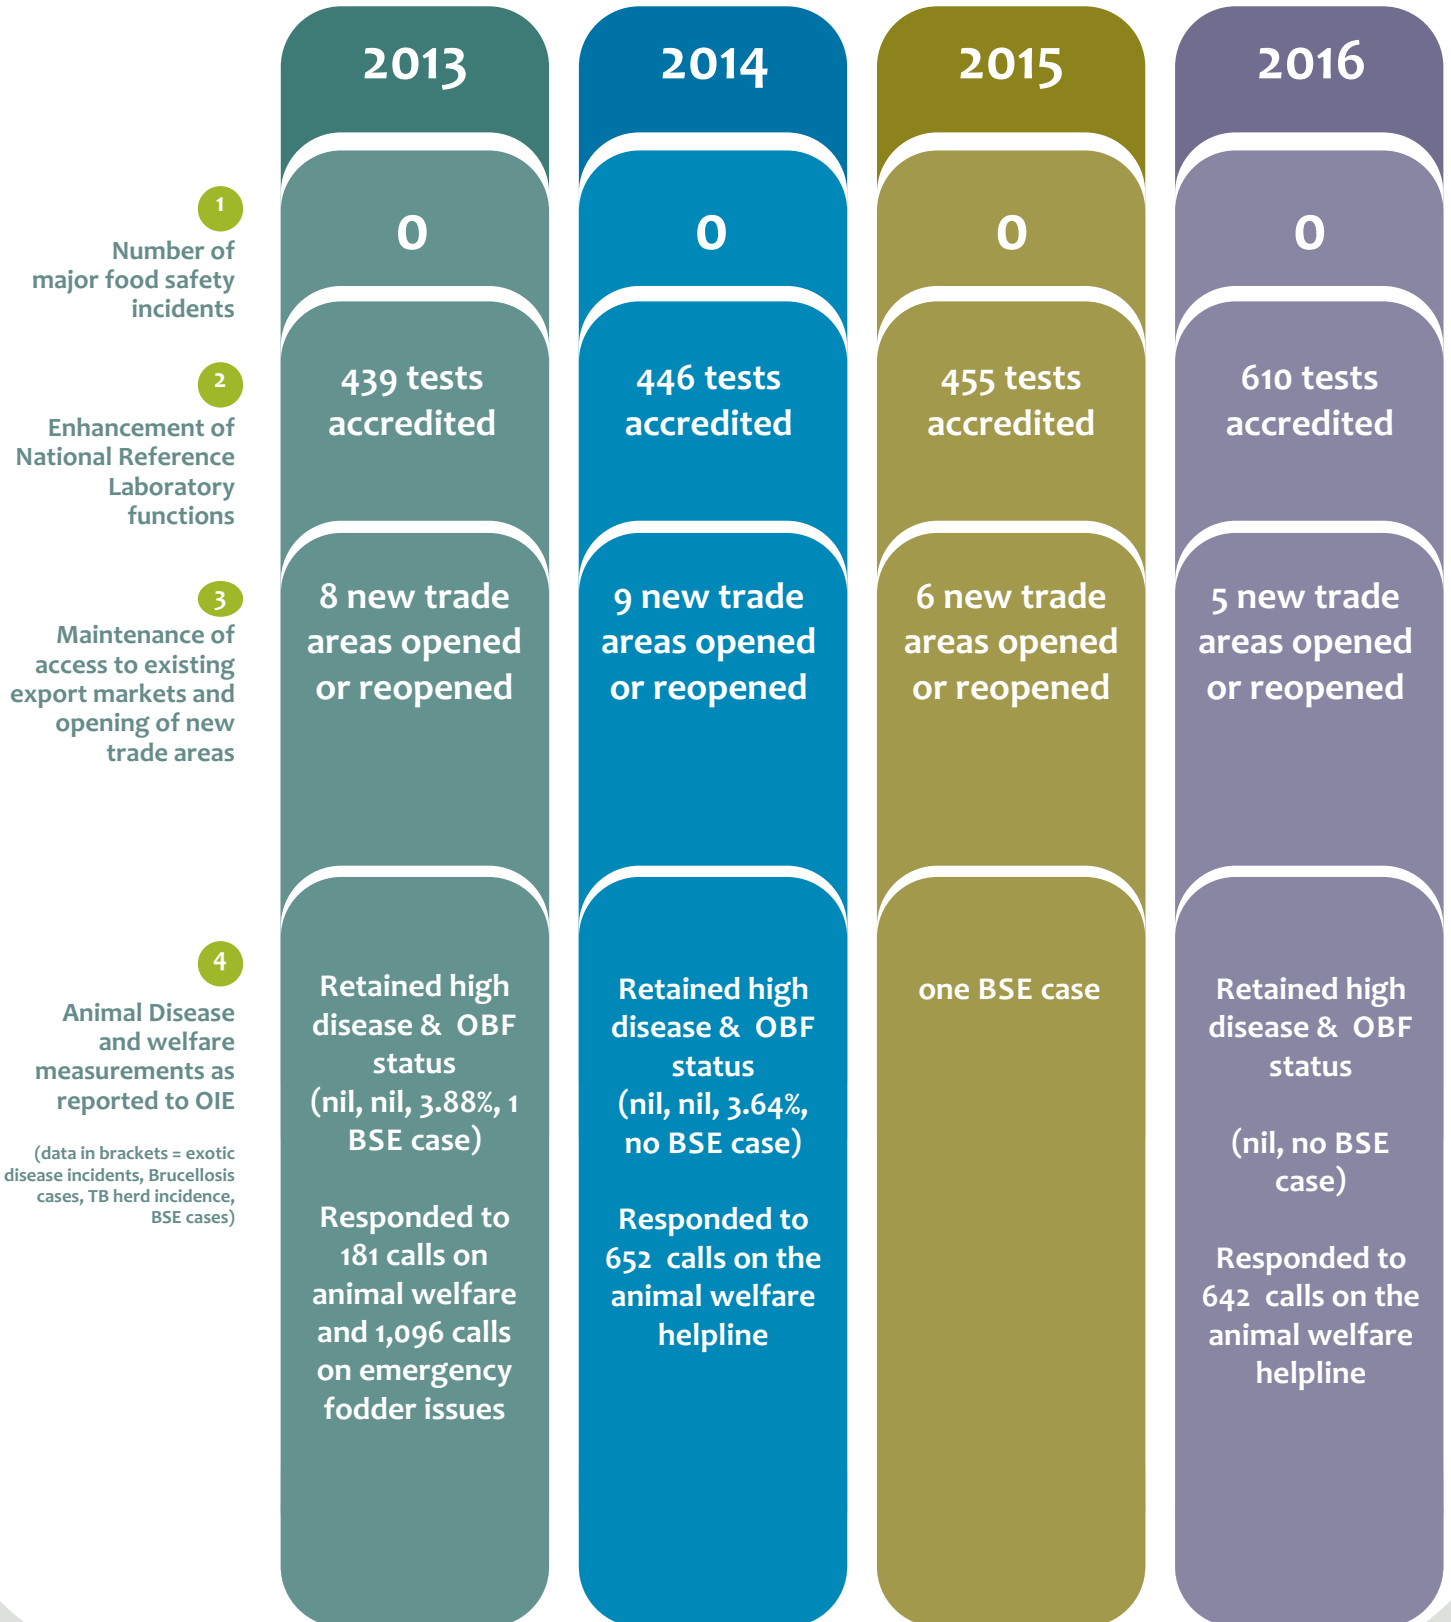 2013
2014
2015
2016
1
Number of
major food safety
incidents
0
0
0
0
2
Enhancement of
National Reference
Laboratory
functions
439 tests
accredited
446 tests
accredited
455 tests
accredited
610 tests
accredited
3
Maintenance of
access to existing
export markets and
opening of new
trade areas
8 new trade
areas opened
or reopened
9 new trade
areas opened
or reopened
6 new trade
areas opened
or reopened
5 new trade
areas opened
or reopened
4
Animal Disease
and welfare
measurements as
reported to OIE
(data in brackets = exotic
disease incidents, Brucellosis
cases, TB herd incidence,
BSE cases)
Retained high
disease & OBF
status
(nil, nil, 3.88%, 1
BSE case)
Responded to
181 calls on
animal welfare
and 1,096 calls
on emergency
fodder issues
Retained high
disease & OBF
status
(nil, nil, 3.64%,
no BSE case)
Responded to
652 calls on the
animal welfare
helpline
one BSE case
Retained high
disease & OBF
status
(nil, no BSE
case)
Responded to
642 calls on the
animal welfare
helpline